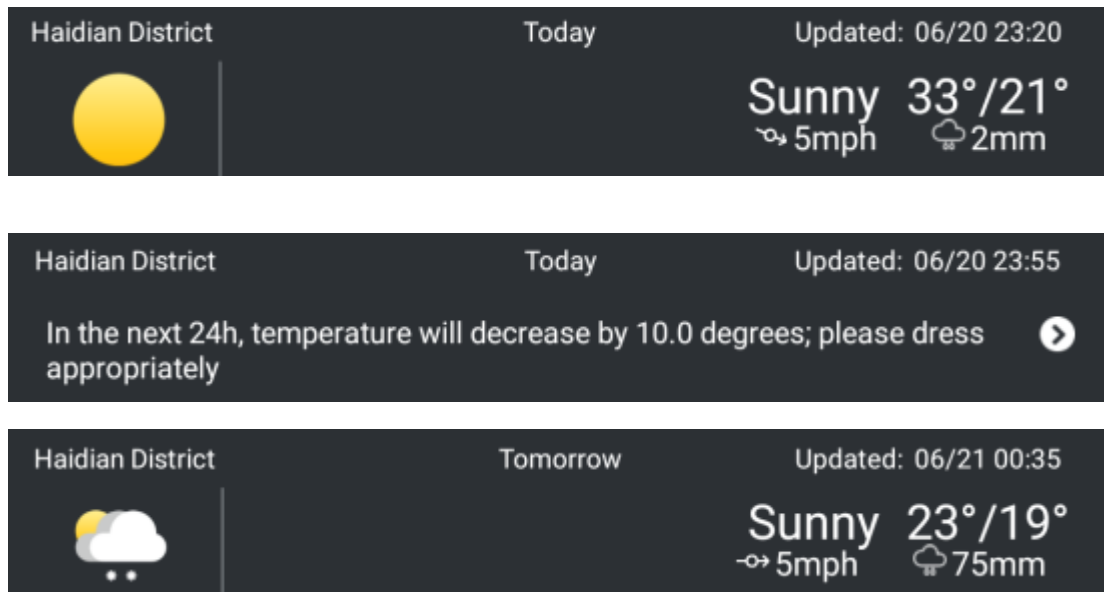 Haidian District Today Updated: 06/20 23:20
Sunny 33°/21°
5mph 2mm
Haidian District Today Updated: 06/20 23:55
In the next 24h, temperature will decrease by 10.0 degrees; please dress
appropriately
Haidian District Tomorrow Updated: 06/21 00:35
Sunny 23°/19°
5mph 75mm